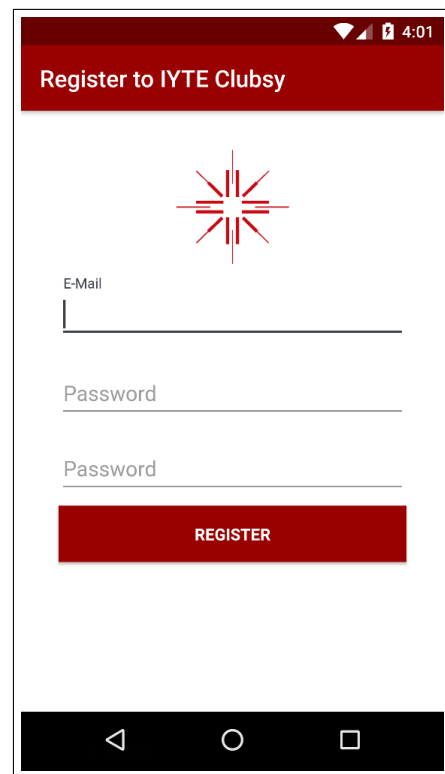 4:01
Register to IYTE Clubsy
E-Mail
Password
Password
REGISTER